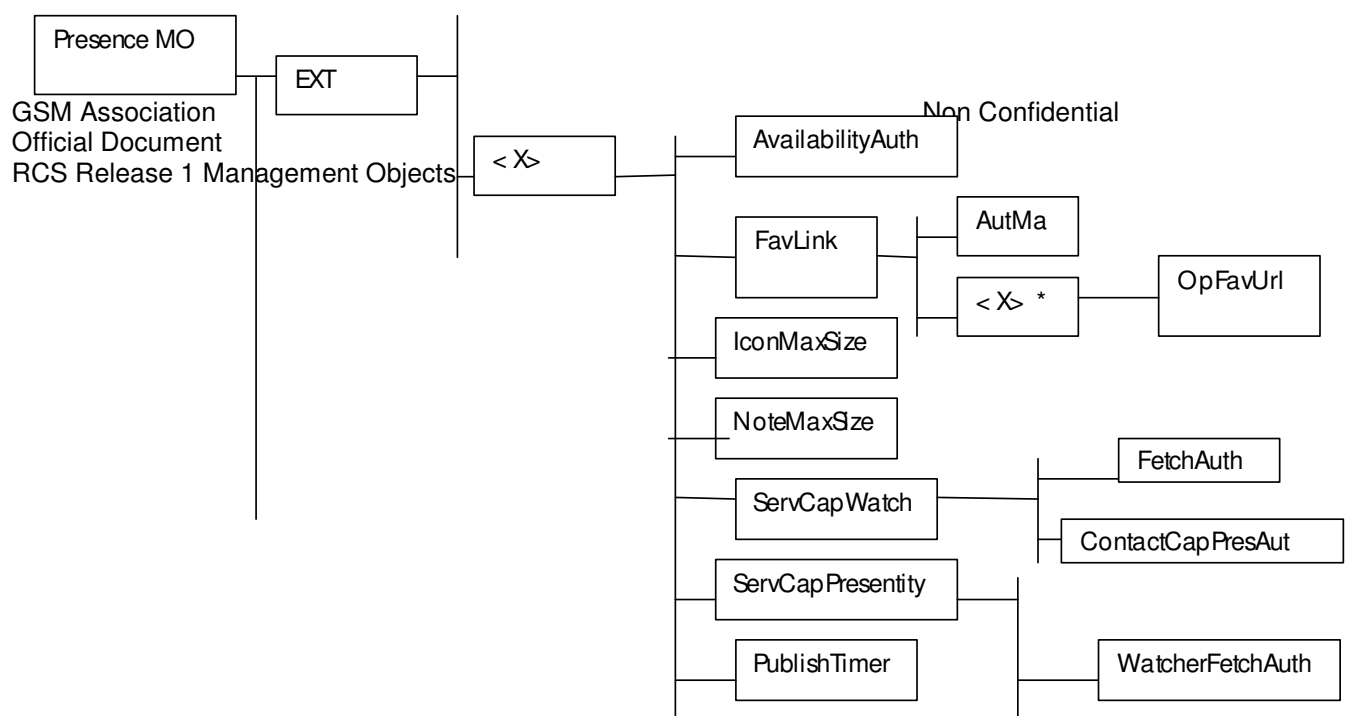 Presence MO
EXT
GSM Association
Non Confidential
Official Document
AvailabilityAuth
RCS Release 1 Management Objects
< X>
AutMa
FavLink
< X> *
OpFavUrl
IconMaxSize
NoteMaxSize
FetchAuth
ServCapWatch
ContactCapPresAut
ServCapPresentity
PublishTimer
WatcherFetchAuth